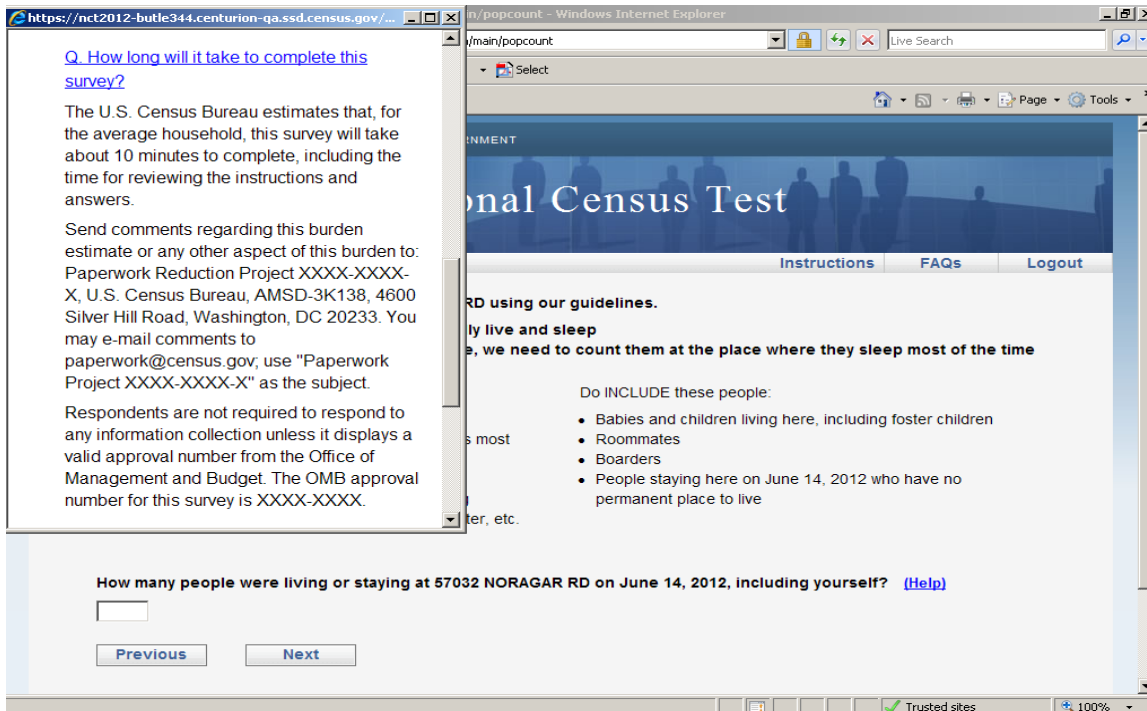 https://nct2012-butle344.centurion-qa.ssd.census.gov/...
Q. How long will it take to complete this
survey?
The U.S. Census Bureau estimates that, for
the average household, this survey will take
about 10 minutes to complete, including the
time for reviewing the instructions and
answers.
Send comments regarding this burden
estimate or any other aspect of this burden to:
Paperwork Reduction Project XXXX-XXXX-
X, U.S. Census Bureau, AMSD-3K138, 4600
Silver Hill Road, Washington, DC 20233. You
may e-mail comments to
paperwork@census.gov; use "Paperwork
Project XXXX-XXXX-X" as the subject.
Respondents are not required to respond to
any information collection unless it displays a
valid approval number from the Office of
Management and Budget. The OMB approval
number for this survey is XXXX-XXXX.
n/popcount - Windows Internet Explorer
/main/popcount
Live Search
Select
Page
Tools
NMENT
onal Census Test
Instructions
FAQs
Logout
RD using our guidelines.
ly live and sleep
e, we need to count them at the place where they sleep most of the time
Do INCLUDE these people:
• Babies and children living here, including foster children
s most
• Roommates
• Boarders
• People staying here on June 14, 2012 who have no
permanent place to live
ter, etc.
How many people were living or staying at 57032 NORAGAR RD on June 14, 2012, including yourself? (Help)
Previous
Next
Trusted sites
100%